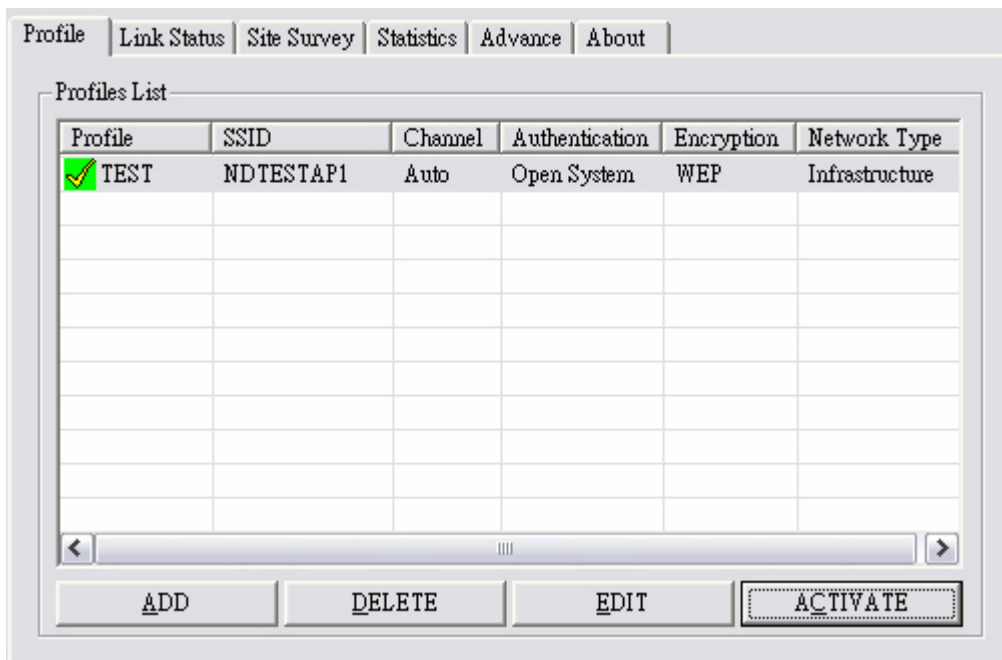 Profile Link Status Site Survey Statistics Advance About
Profiles List
Profile SSID Channel Authentication Encryption Network Type
TEST NDTESTAP1 Auto Open System WEP Infrastructure
ADD DELETE EDIT ACTIVATE